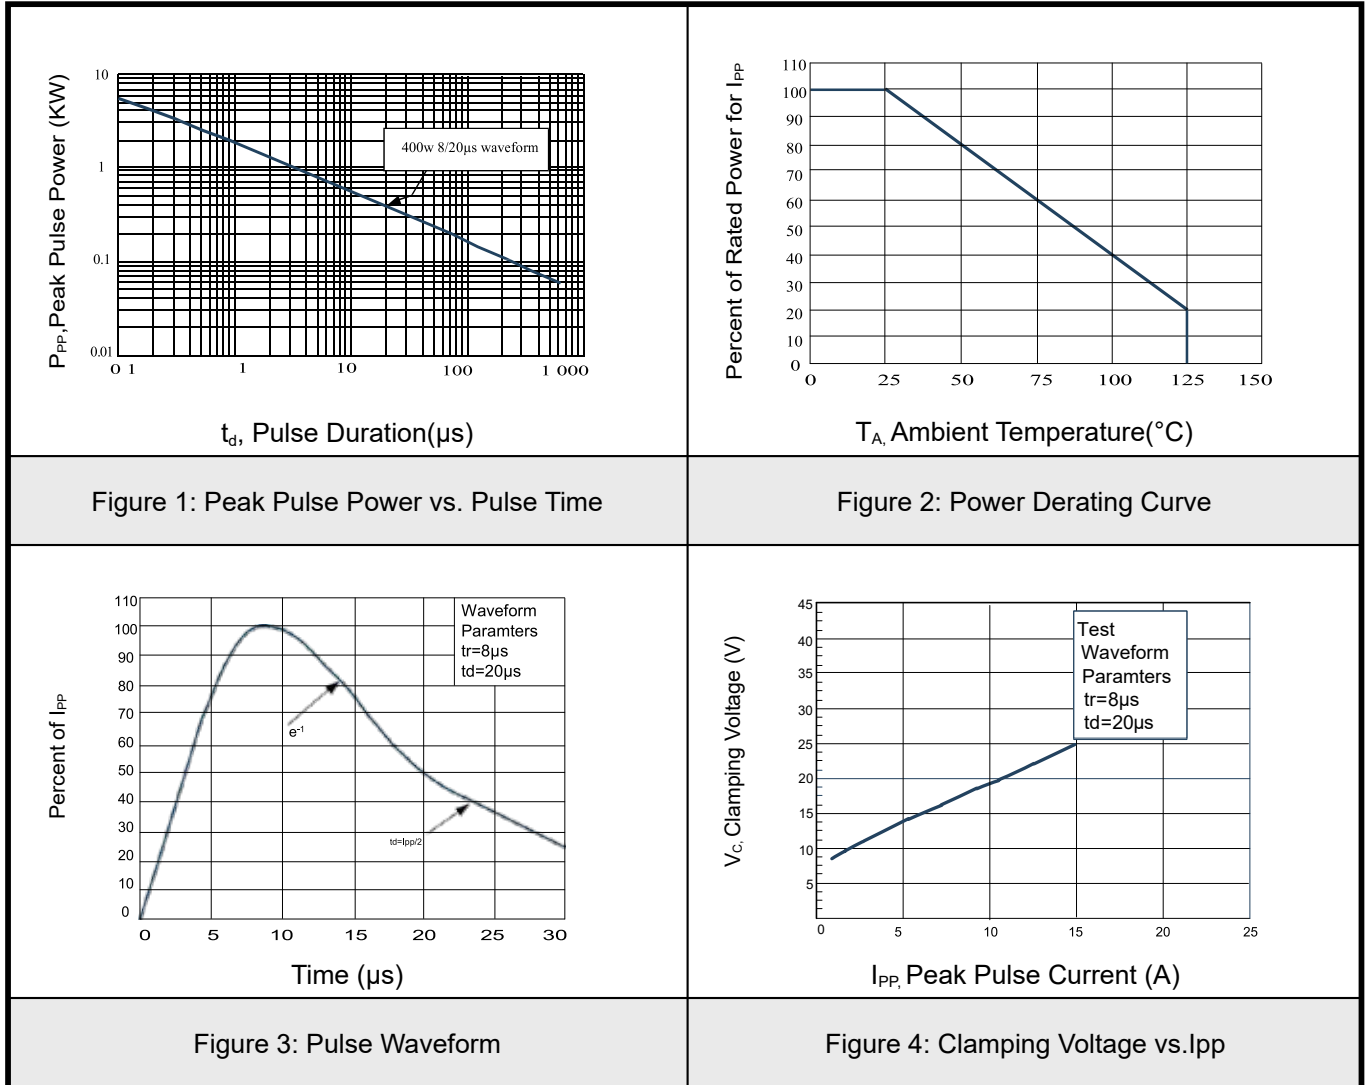 P_PP,Peak Pulse Power (KW)
10
1
0.1
0.01
400w 8/20μs waveform
0 1
1
10
100
1 000
t_d, Pulse Duration(μs)
Figure 1: Peak Pulse Power vs. Pulse Time
Percent of Rated Power for I_PP
110
100
90
80
70
60
50
40
30
20
10
0
0
25
50
75
100
125
150
T_A, Ambient Temperature(°C)
Figure 2: Power Derating Curve
Percent of I_PP
110
100
90
80
70
60
50
40
30
20
10
0
Waveform
Paramters
tr=8μs
td=20μs
e⁻¹
td=Ipp/2
0
5
10
15
20
25
30
Time (μs)
Figure 3: Pulse Waveform
V_C, Clamping Voltage (V)
45
40
35
30
25
20
15
10
5
Test
Waveform
Paramters
tr=8μs
td=20μs
0
5
10
15
20
25
I_PP, Peak Pulse Current (A)
Figure 4: Clamping Voltage vs.Ipp